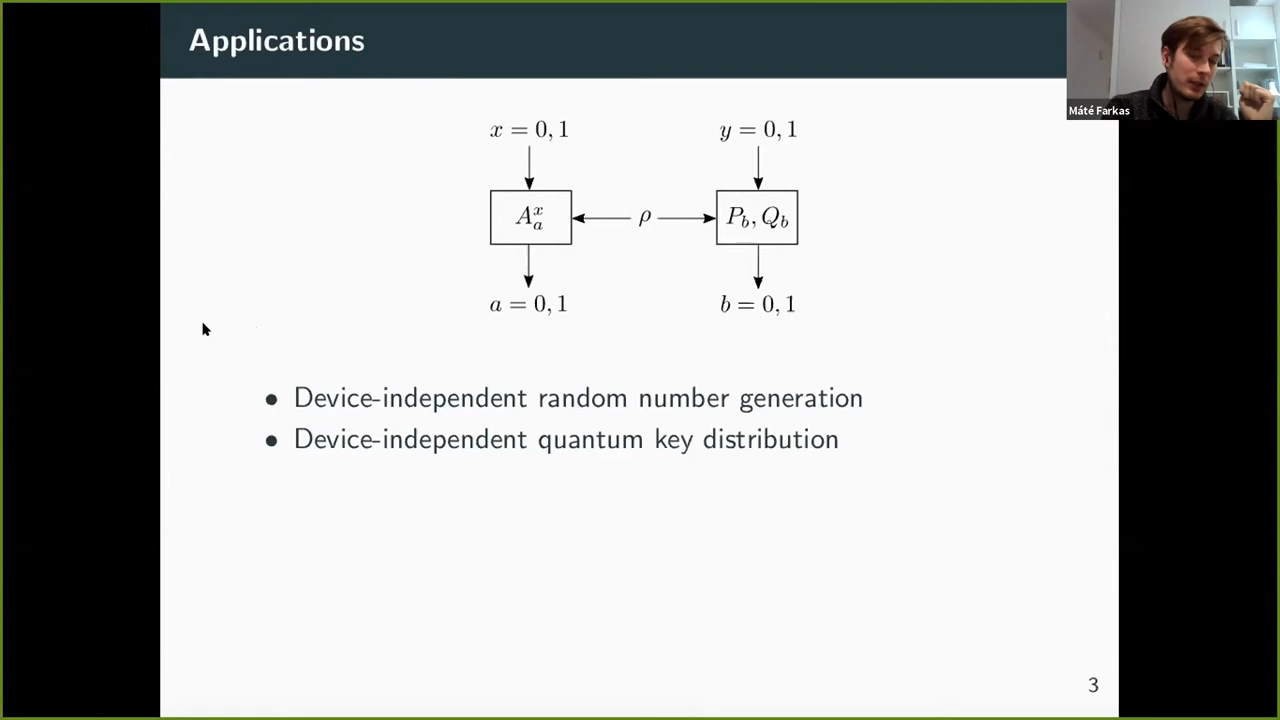 Applications
Máté Farkas
x = 0, 1 y = 0, 1
A_a^x ρ P_b, Q_b
a = 0, 1 b = 0, 1
• Device-independent random number generation
• Device-independent quantum key distribution
3